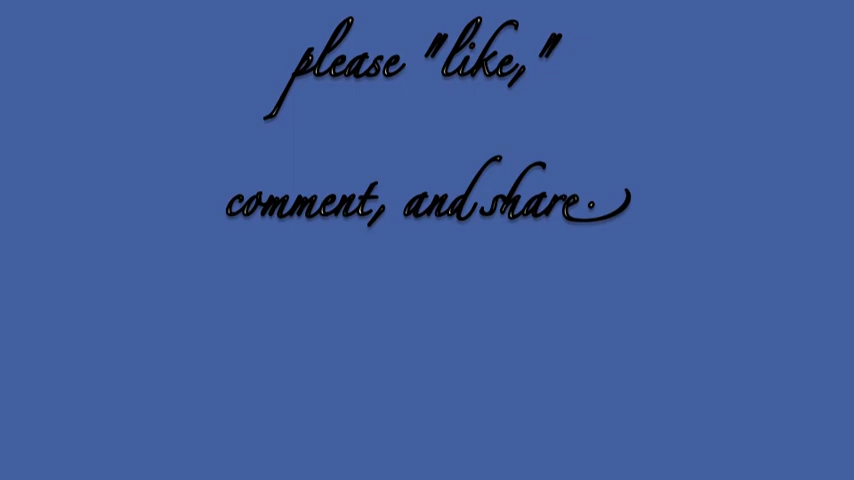 please "like,"
comment, and share.